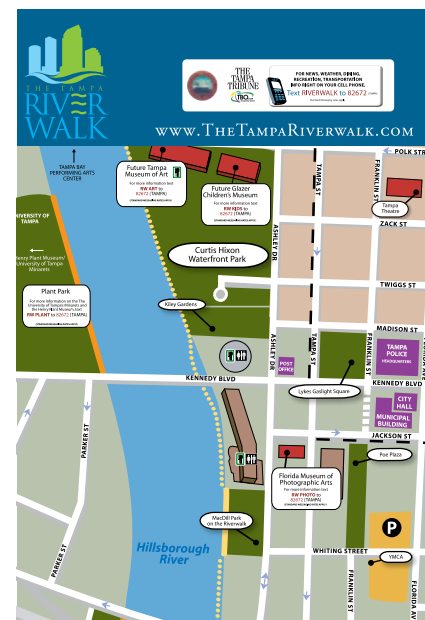 THE TAMPA
RIVER
WALK
THE
TAMPA
TRIBUNE
FOR NEWS, WEATHER, DINING,
RECREATION, TRANSPORTATION
INFO RIGHT ON YOUR CELL PHONE.
Text RIVERWALK to 82672 (TAMPA)
WWW.THETAMPARIVERWALK.COM
TAMPA BAY
PERFORMING ARTS
CENTER
Future Tampa
Museum of Art
For more information text
RW ART to
82672 (TAMPA)
Future Glazer
Children's Museum
For more information text
RW KIDS to
82672 (TAMPA)
POLK STR
TAMPA ST
FRANKLIN ST
Tampa
Theatre
NIVERSITY OF
TAMPA
ZACK ST
ASHLEY DR
Curtis Hixon
Waterfront Park
Henry Plant Museum/
University of Tampa
Minarets
Plant Park
For more information on the The
University of Tampa Minarets and
the Henry Plant Museum text
RW PLANT to 82672 (TAMPA)
TWIGGS ST
Kiley Gardens
MADISON ST
ASHLEY DR
TAMPA ST
FRANKLIN ST
TAMPA
POLICE
HEADQUARTERS
POST
OFFICE
KENNEDY BLVD
KENNEDY BLVD
Lykes Gaslight Square
CITY
HALL
MUNICIPAL
BUILDING
PARKER ST
JACKSON ST
Poe Plaza
Florida Museum of
Photographic Arts
For more information text
RW PHOTO to
82672 (TAMPA)
MacDill Park
on the Riverwalk
P
Hillsborough
River
WHITING STREET
YMCA
PARKER ST
FRANKLIN ST
FLORIDA AV